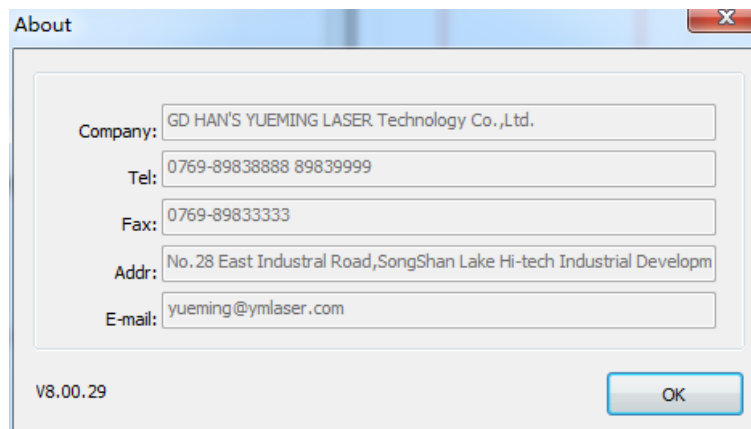 About
Company: GD HAN'S YUEMING LASER Technology Co.,Ltd.
Tel: 0769-89838888 89839999
Fax: 0769-89833333
Addr: No.28 East Industral Road,SongShan Lake Hi-tech Industrial Developm
E-mail: yueming@ymlaser.com
V8.00.29
OK